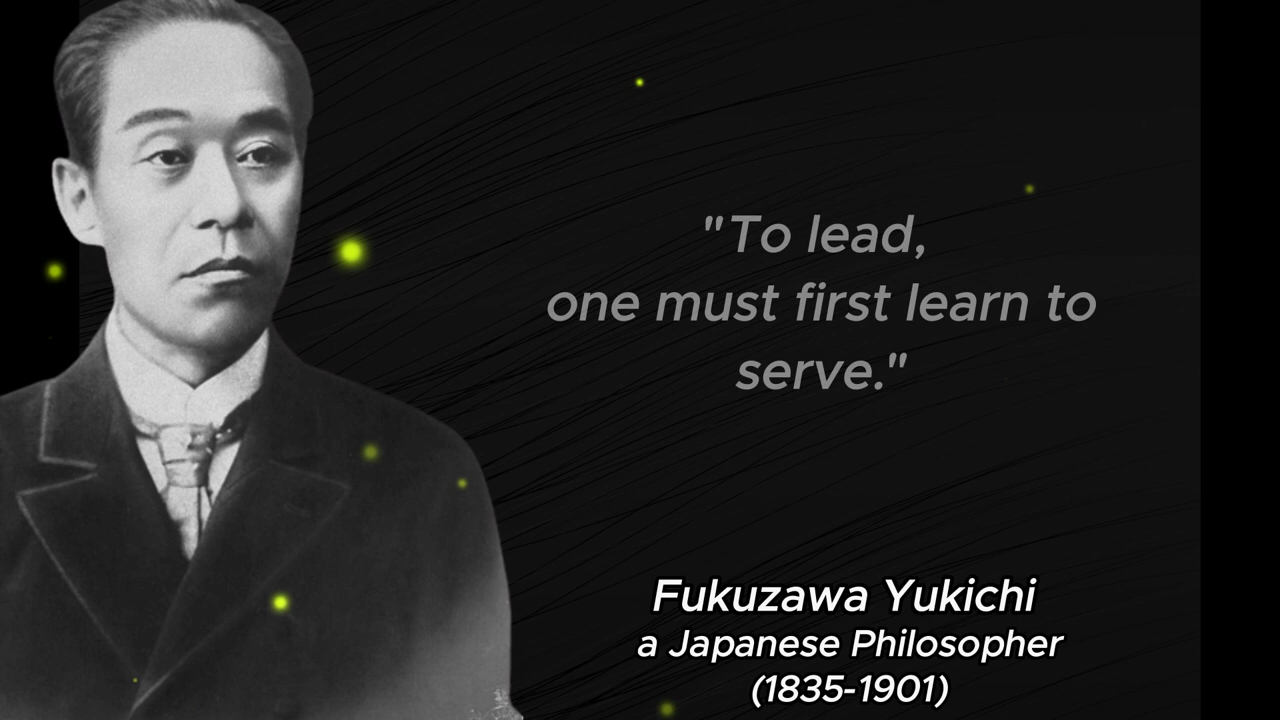 "To lead,
one must first learn to
serve."
Fukuzawa Yukichi
a Japanese Philosopher
(1835-1901)